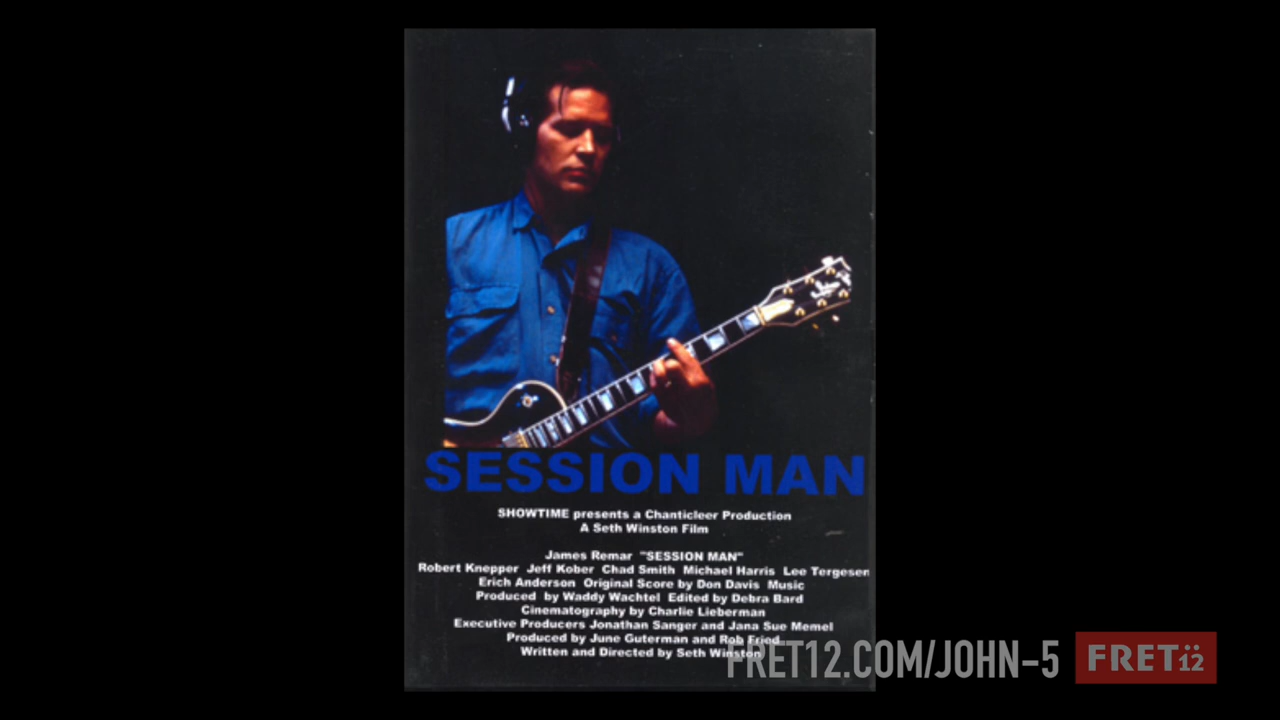 SESSION MAN
SHOWTIME presents a Chanticleer Production
A Seth Winston Film
James Remar "SESSION MAN"
Robert Knepper Jeff Kober Chad Smith Michael Harris Lee Tergesen
Erich Anderson Original Score by Don Davis Music
Produced by Waddy Wachtel Edited by Debra Bard
Cinematography by Charlie Lieberman
Executive Producers Jonathan Sanger and Jana Sue Memel
Produced by June Guterman and Rob Fried
Written and Directed by Seth Winston
FRET12.COM/JOHN-5 FRET12